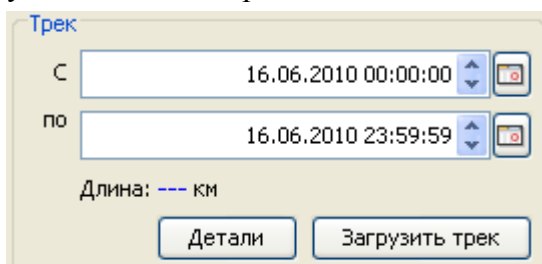 Трек
С 16.06.2010 00:00:00
по 16.06.2010 23:59:59
Длина: --- км
Детали Загрузить трек